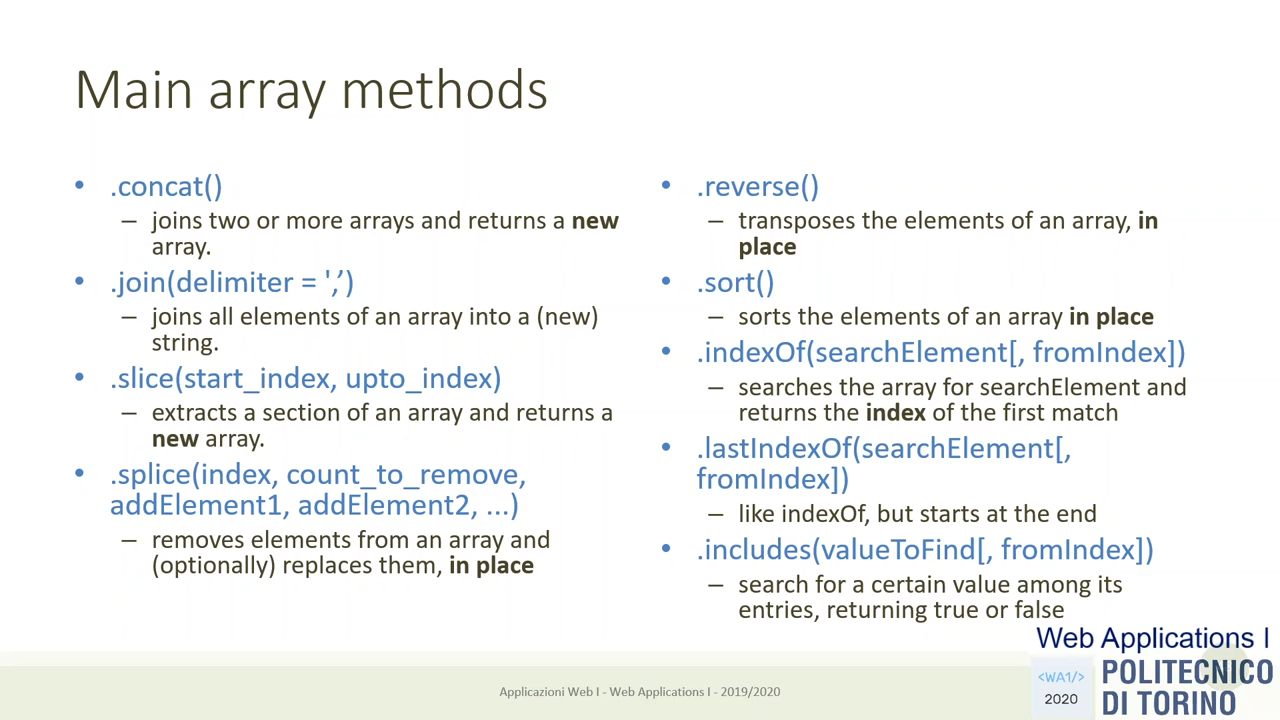 Main array methods
• .concat()
– joins two or more arrays and returns a new
array.
• .join(delimiter = ',’)
– joins all elements of an array into a (new)
string.
• .slice(start_index, upto_index)
– extracts a section of an array and returns a
new array.
• .splice(index, count_to_remove,
addElement1, addElement2, ...)
– removes elements from an array and
(optionally) replaces them, in place
• .reverse()
– transposes the elements of an array, in
place
• .sort()
– sorts the elements of an array in place
• .indexOf(searchElement[, fromIndex])
– searches the array for searchElement and
returns the index of the first match
• .lastIndexOf(searchElement[,
fromIndex])
– like indexOf, but starts at the end
• .includes(valueToFind[, fromIndex])
– search for a certain value among its
entries, returning true or false
Applicazioni Web I - Web Applications I - 2019/2020
Web Applications I
<WA1/>
2020
POLITECNICO
DI TORINO